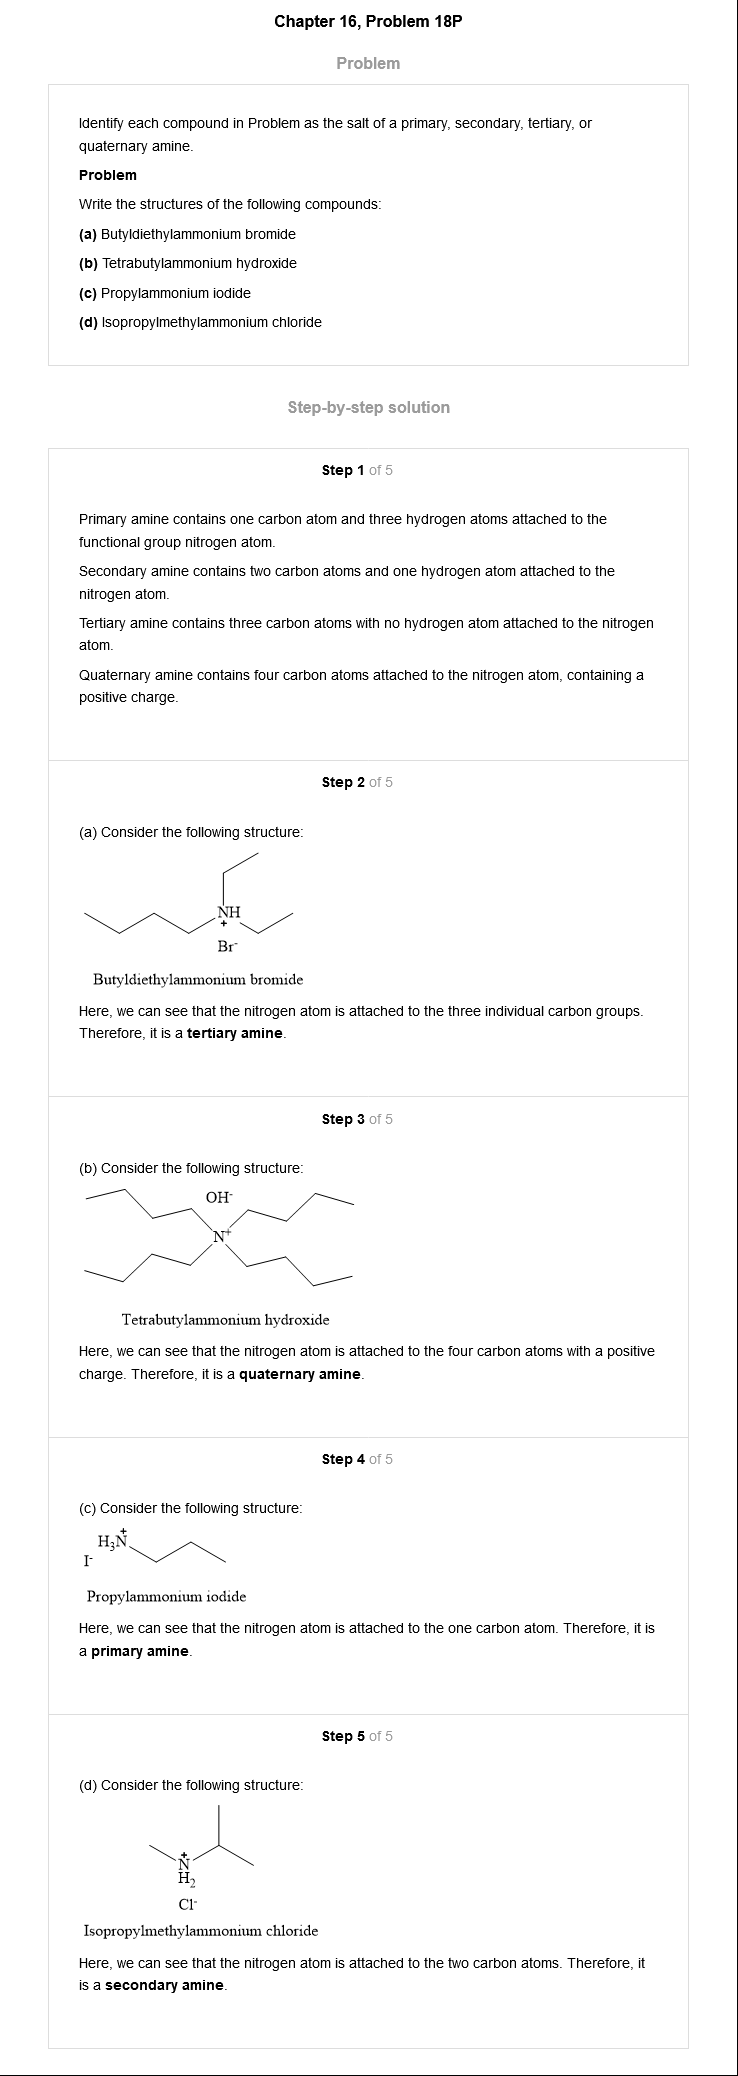 Chapter 16, Problem 18P
Problem
Identify each compound in Problem as the salt of a primary, secondary, tertiary, or
quaternary amine.
Problem
Write the structures of the following compounds:
(a) Butyldiethylammonium bromide
(b) Tetrabutylammonium hydroxide
(c) Propylammonium iodide
(d) Isopropylmethylammonium chloride
Step-by-step solution
Step 1 of 5
Primary amine contains one carbon atom and three hydrogen atoms attached to the
functional group nitrogen atom.
Secondary amine contains two carbon atoms and one hydrogen atom attached to the
nitrogen atom.
Tertiary amine contains three carbon atoms with no hydrogen atom attached to the nitrogen
atom.
Quaternary amine contains four carbon atoms attached to the nitrogen atom, containing a
positive charge.
Step 2 of 5
(a) Consider the following structure:
NH
+
Br⁻
Butyldiethylammonium bromide
Here, we can see that the nitrogen atom is attached to the three individual carbon groups.
Therefore, it is a tertiary amine.
Step 3 of 5
(b) Consider the following structure:
OH⁻
N⁺
Tetrabutylammonium hydroxide
Here, we can see that the nitrogen atom is attached to the four carbon atoms with a positive
charge. Therefore, it is a quaternary amine.
Step 4 of 5
(c) Consider the following structure:
+
H₃N
I⁻
Propylammonium iodide
Here, we can see that the nitrogen atom is attached to the one carbon atom. Therefore, it is
a primary amine.
Step 5 of 5
(d) Consider the following structure:
+
N
H₂
Cl⁻
Isopropylmethylammonium chloride
Here, we can see that the nitrogen atom is attached to the two carbon atoms. Therefore, it
is a secondary amine.